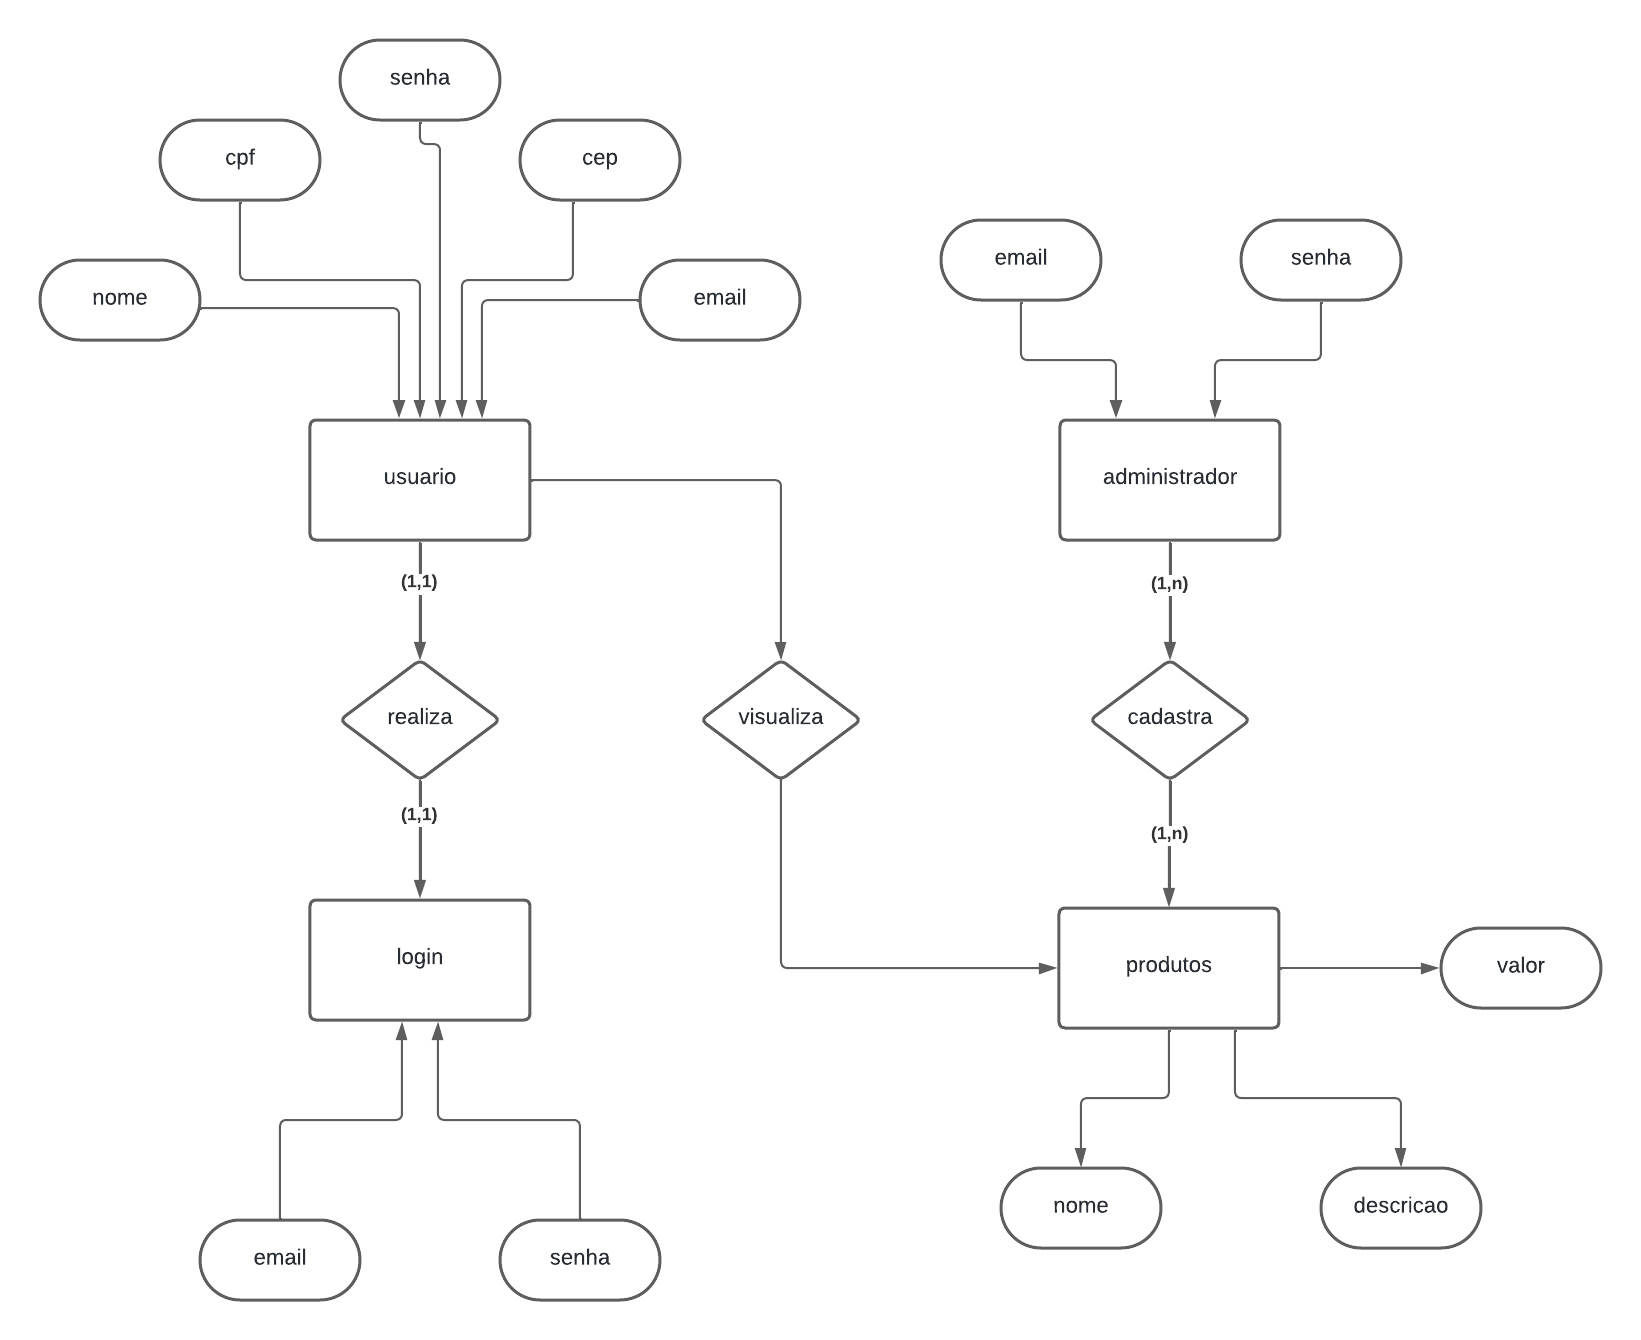 senha
cpf
cep
nome
email
email
senha
usuario
administrador
(1,1)
(1,n)
realiza
visualiza
cadastra
(1,1)
(1,n)
login
produtos
valor
nome
descricao
email
senha